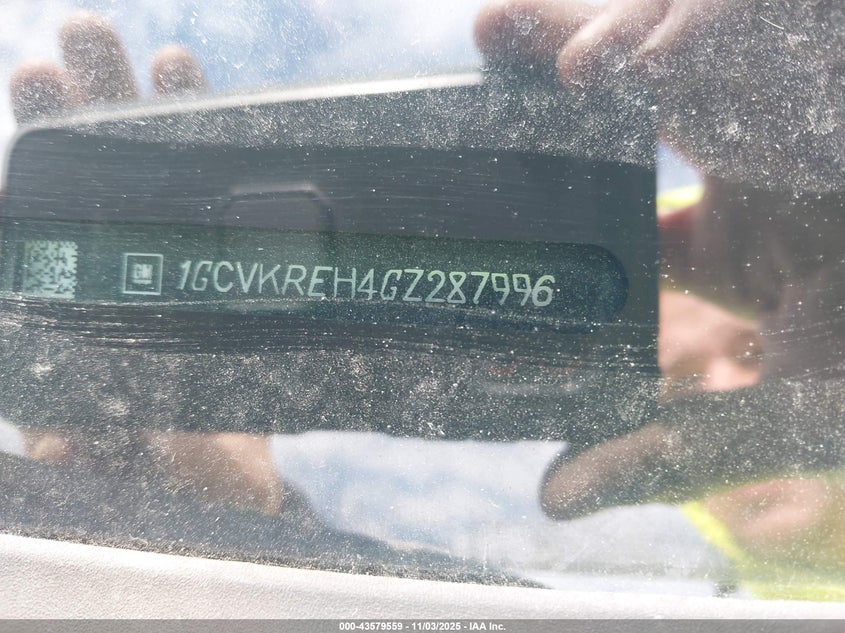 GM 1GCVKREH4GZ287996
000-43579559 - 11/03/2025 - IAA Inc.